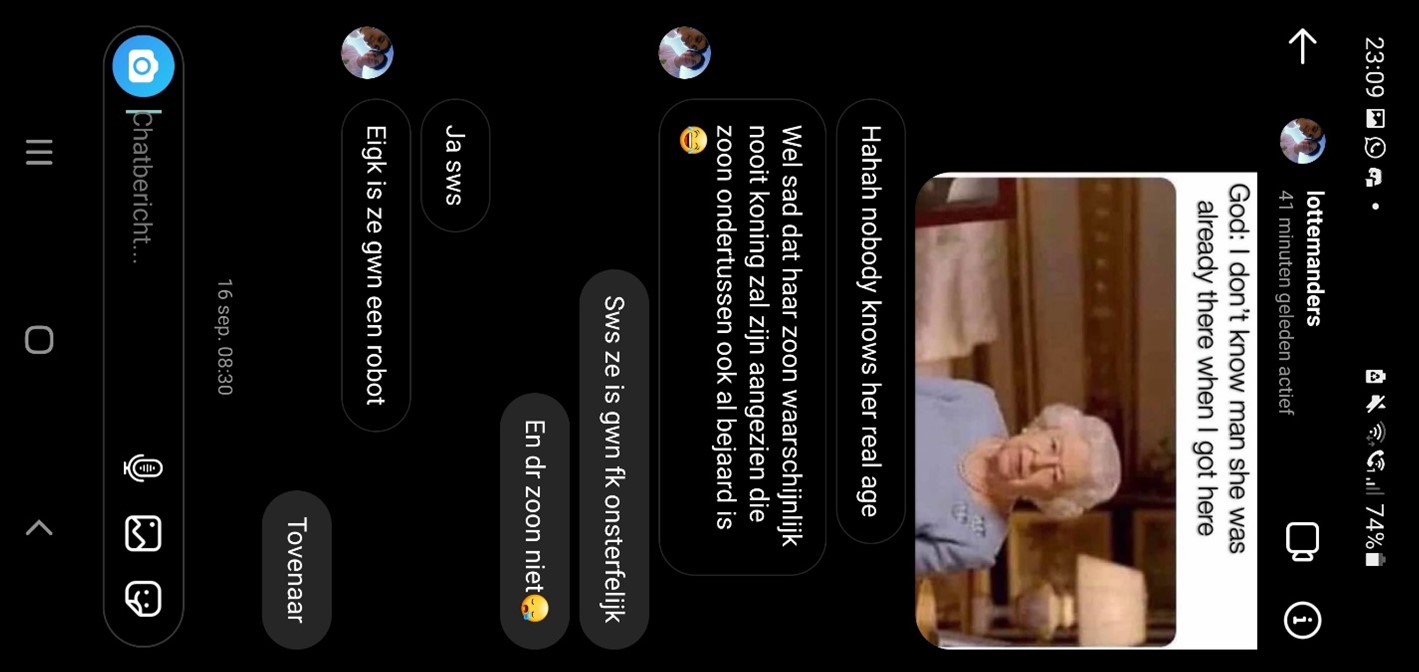 23:09
74%
lottemanders
41 minuten geleden actief
God: I don't know man she was
already there when I got here
Hahah nobody knows her real age
Wel sad dat haar zoon waarschijnlijk
nooit koning zal zijn aangezien die
zoon ondertussen ook al bejaard is
😂
Sws ze is gwn fk onsterfelijk
En dr zoon niet😪
Ja sws
Eigk is ze gwn een robot
Tovenaar
16 sep. 08:30
Chatbericht...